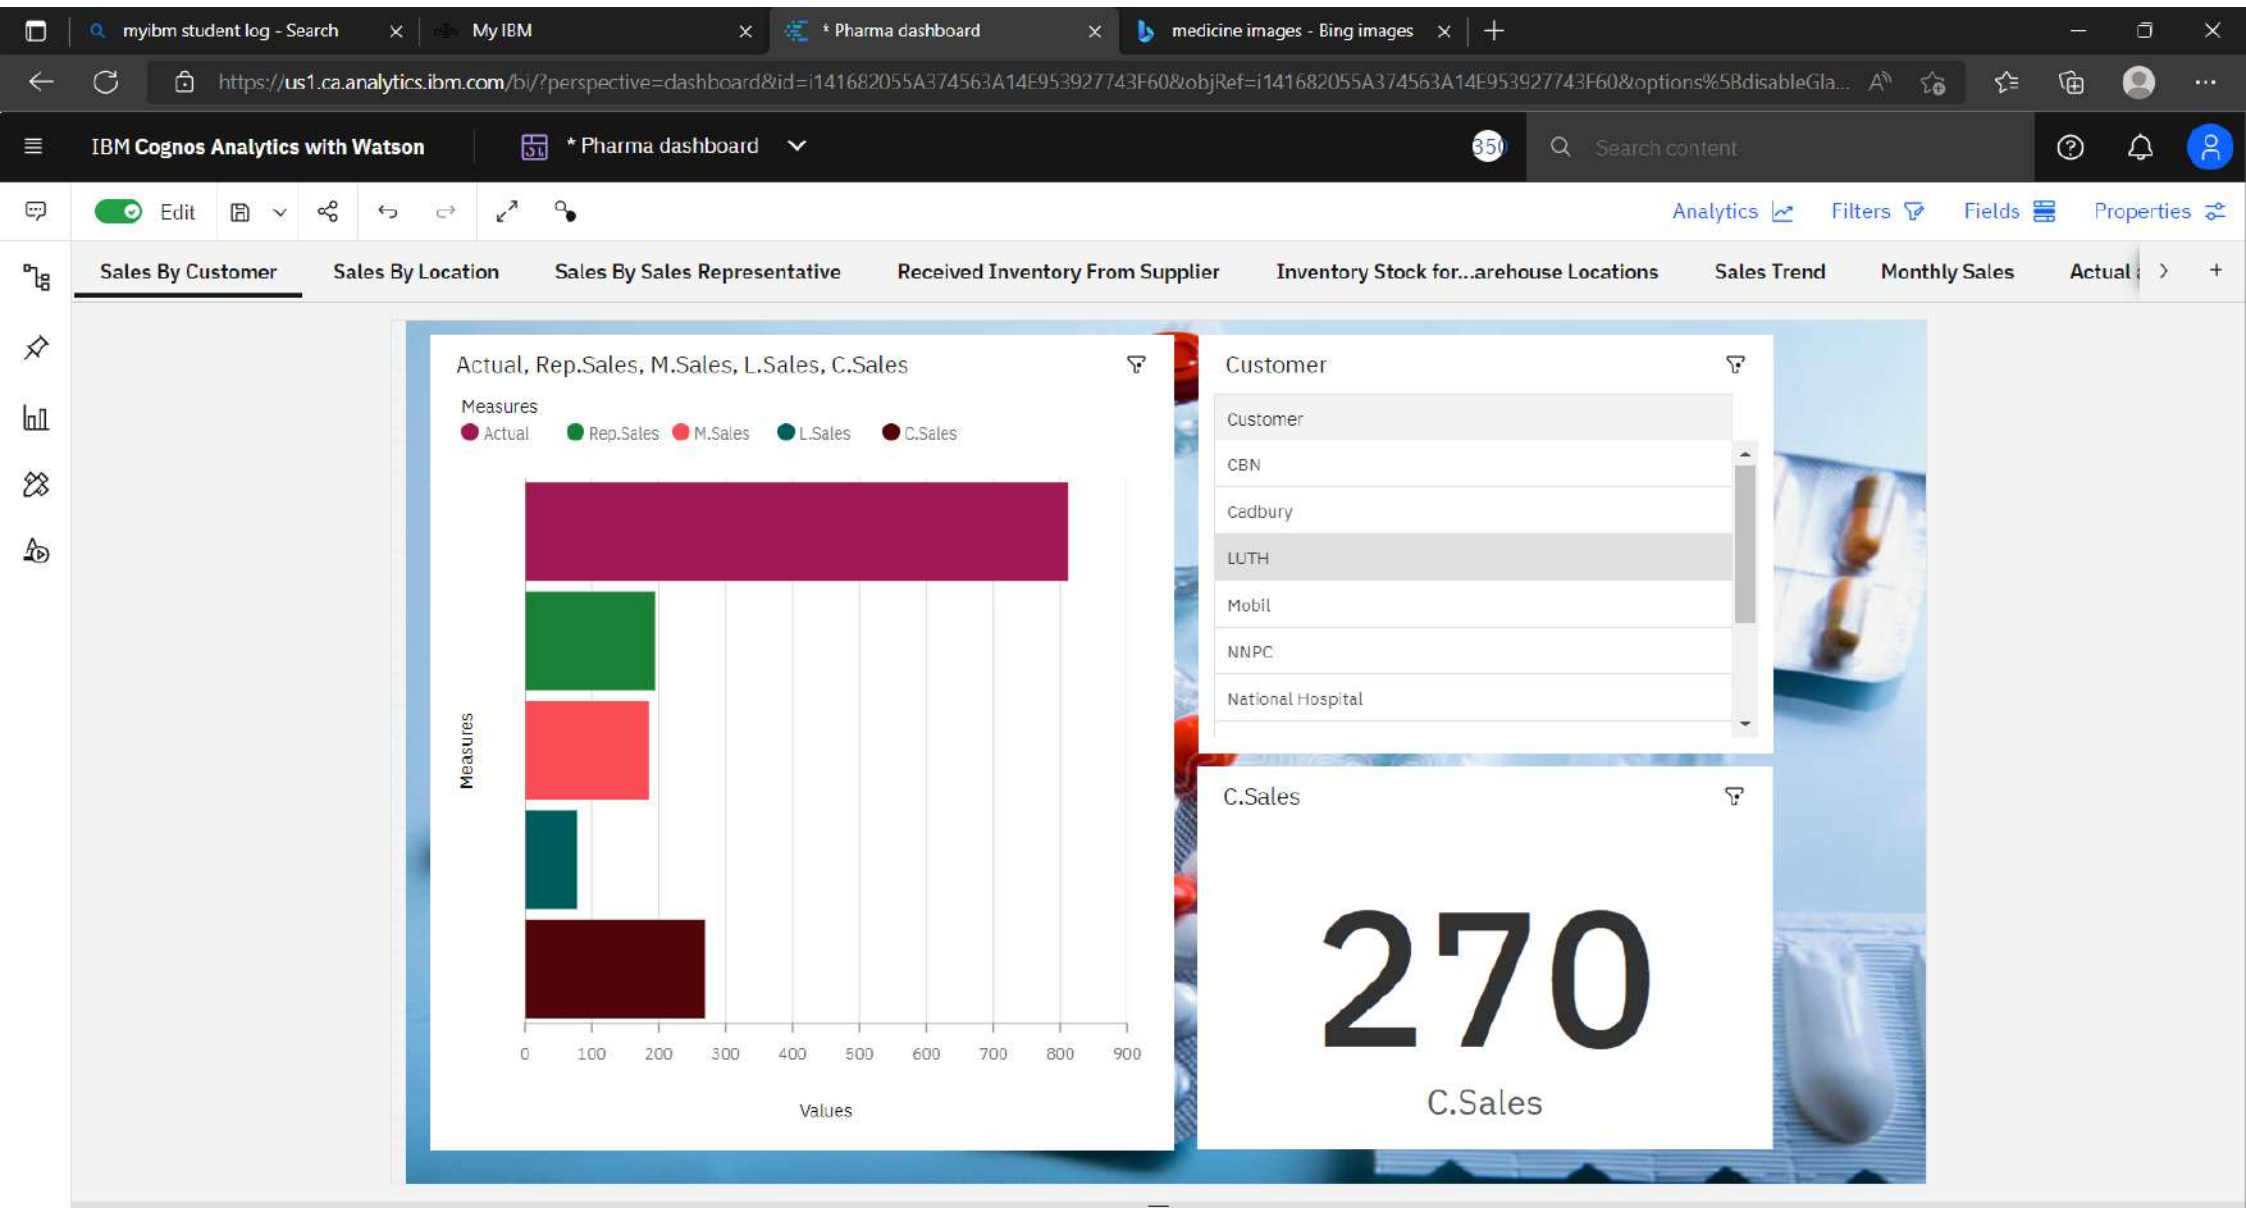 myibm student log - Search
My IBM
* Pharma dashboard
medicine images - Bing images
https://us1.ca.analytics.ibm.com/bi/?perspective=dashboard&id=i141682055A374563A14E953927743F60&objRef=i141682055A374563A14E953927743F60&options%5BdisableGla...
IBM Cognos Analytics with Watson
* Pharma dashboard
350
Search content
Edit
Analytics
Filters
Fields
Properties
Sales By Customer
Sales By Location
Sales By Sales Representative
Received Inventory From Supplier
Inventory Stock for...arehouse Locations
Sales Trend
Monthly Sales
Actual
Actual, Rep.Sales, M.Sales, L.Sales, C.Sales
Measures
Actual
Rep.Sales
M.Sales
L.Sales
C.Sales
Measures
0 100 200 300 400 500 600 700 800 900
Values
Customer
Customer
CBN
Cadbury
LUTH
Mobil
NNPC
National Hospital
C.Sales
270
C.Sales